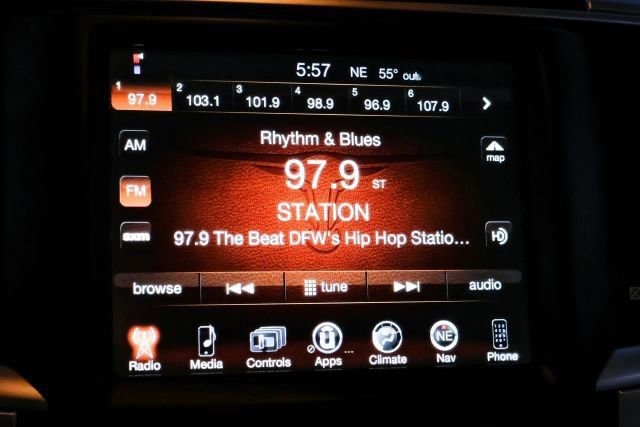 5:57 NE 55° out
1 97.9 2 103.1 3 101.9 4 98.9 5 96.9 6 107.9
Rhythm & Blues
AM
map
97.9 ST
FM
STATION
sxm
97.9 The Beat DFW's Hip Hop Statio...
HD
browse tune audio
NE
Radio Media Controls Apps ... Climate Nav Phone